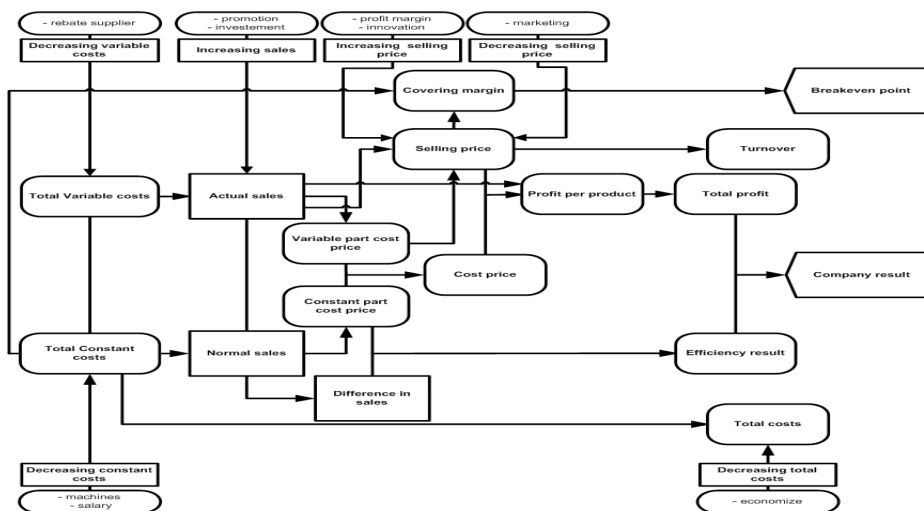 - rebate supplier
- promotion
- investement
- profit margin
- innovation
- marketing
Decreasing variable
costs
Increasing sales
Increasing selling
price
Decreasing selling
price
Covering margin
Breakeven point
Selling price
Turnover
Total Variable costs
Actual sales
Profit per product
Total profit
Variable part cost
price
Cost price
Company result
Constant part
cost price
Total Constant
costs
Normal sales
Efficiency result
Difference in
sales
Total costs
Decreasing constant
costs
Decreasing total
costs
- machines
- salary
- economize